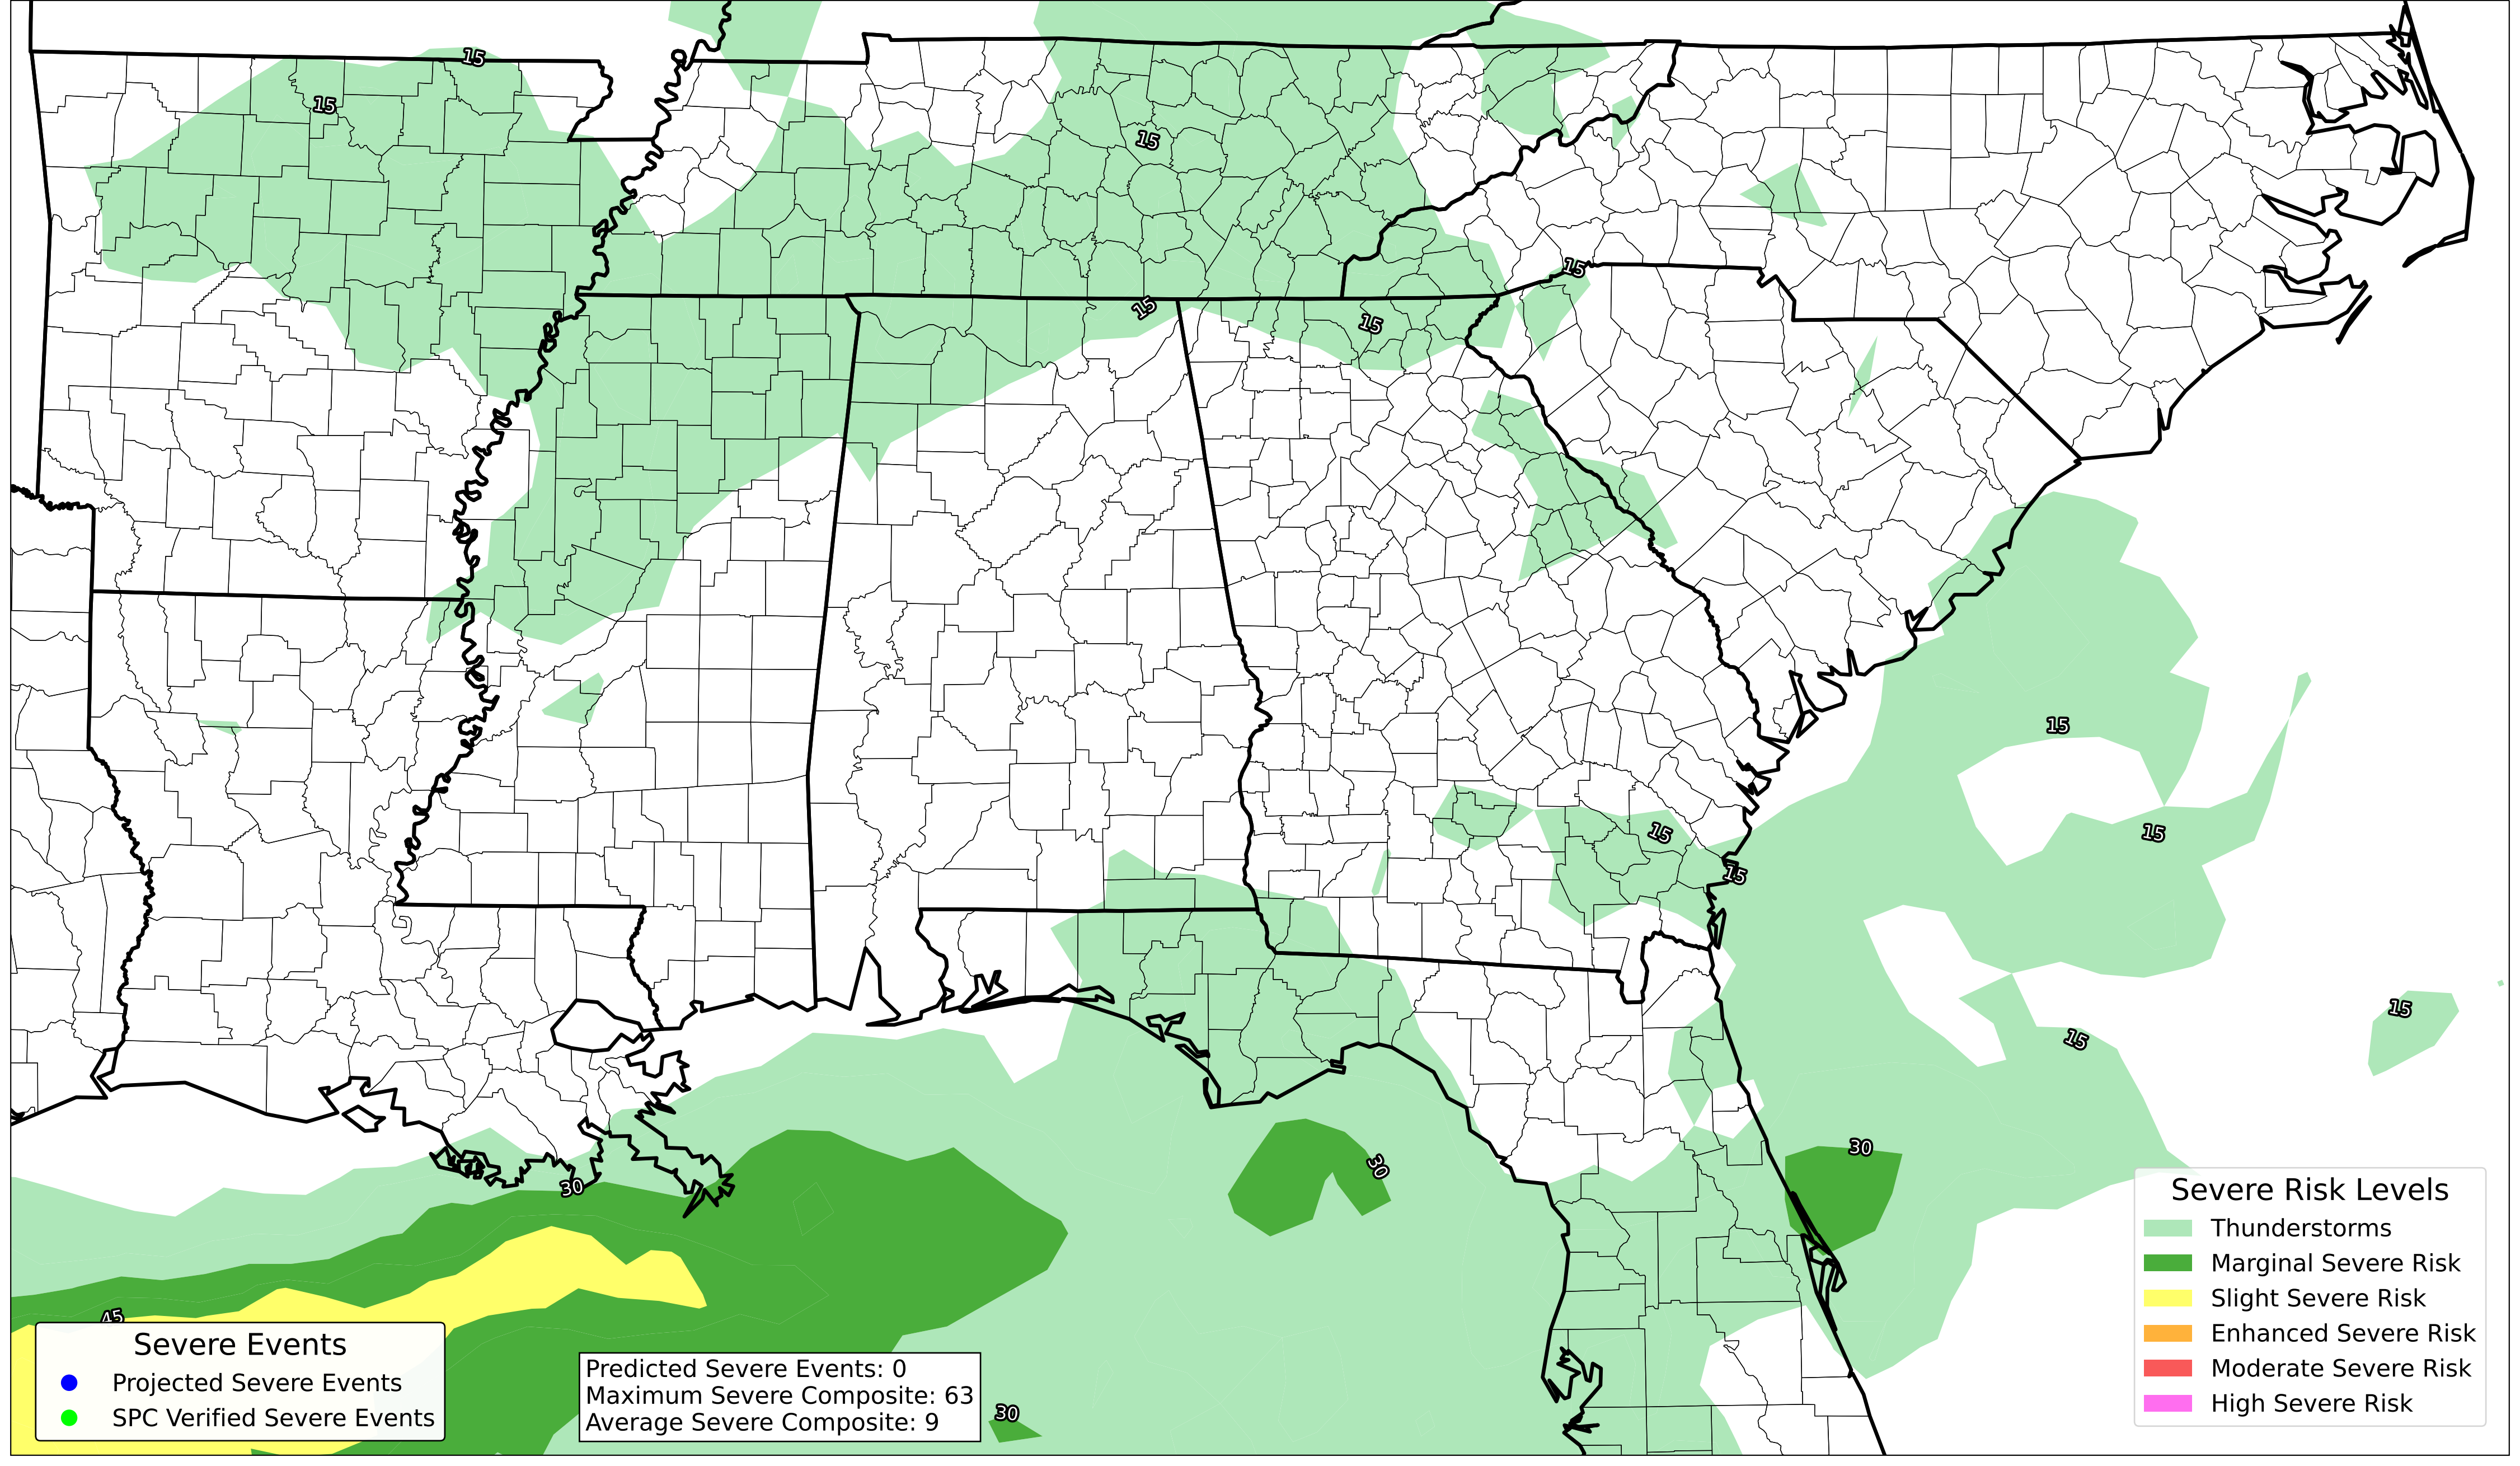 15
15
15
15
15
15
15
15
15
15
15
15
30
30
30
45
30
Severe Risk Levels
Thunderstorms
Marginal Severe Risk
Slight Severe Risk
Enhanced Severe Risk
Moderate Severe Risk
High Severe Risk
Severe Events
Projected Severe Events
SPC Verified Severe Events
Predicted Severe Events: 0
Maximum Severe Composite: 63
Average Severe Composite: 9